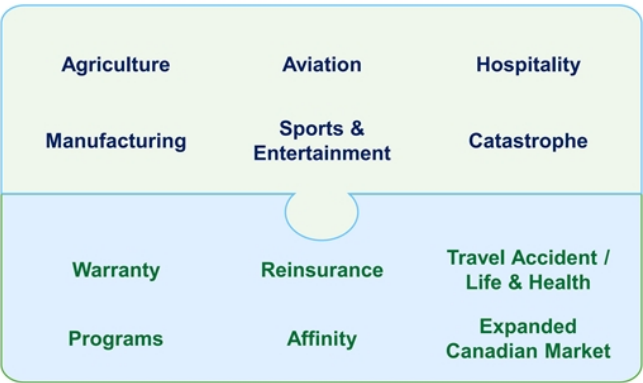 Agriculture
Aviation
Hospitality
Manufacturing
Sports &
Entertainment
Catastrophe
Warranty
Reinsurance
Travel Accident /
Life & Health
Programs
Affinity
Expanded
Canadian Market